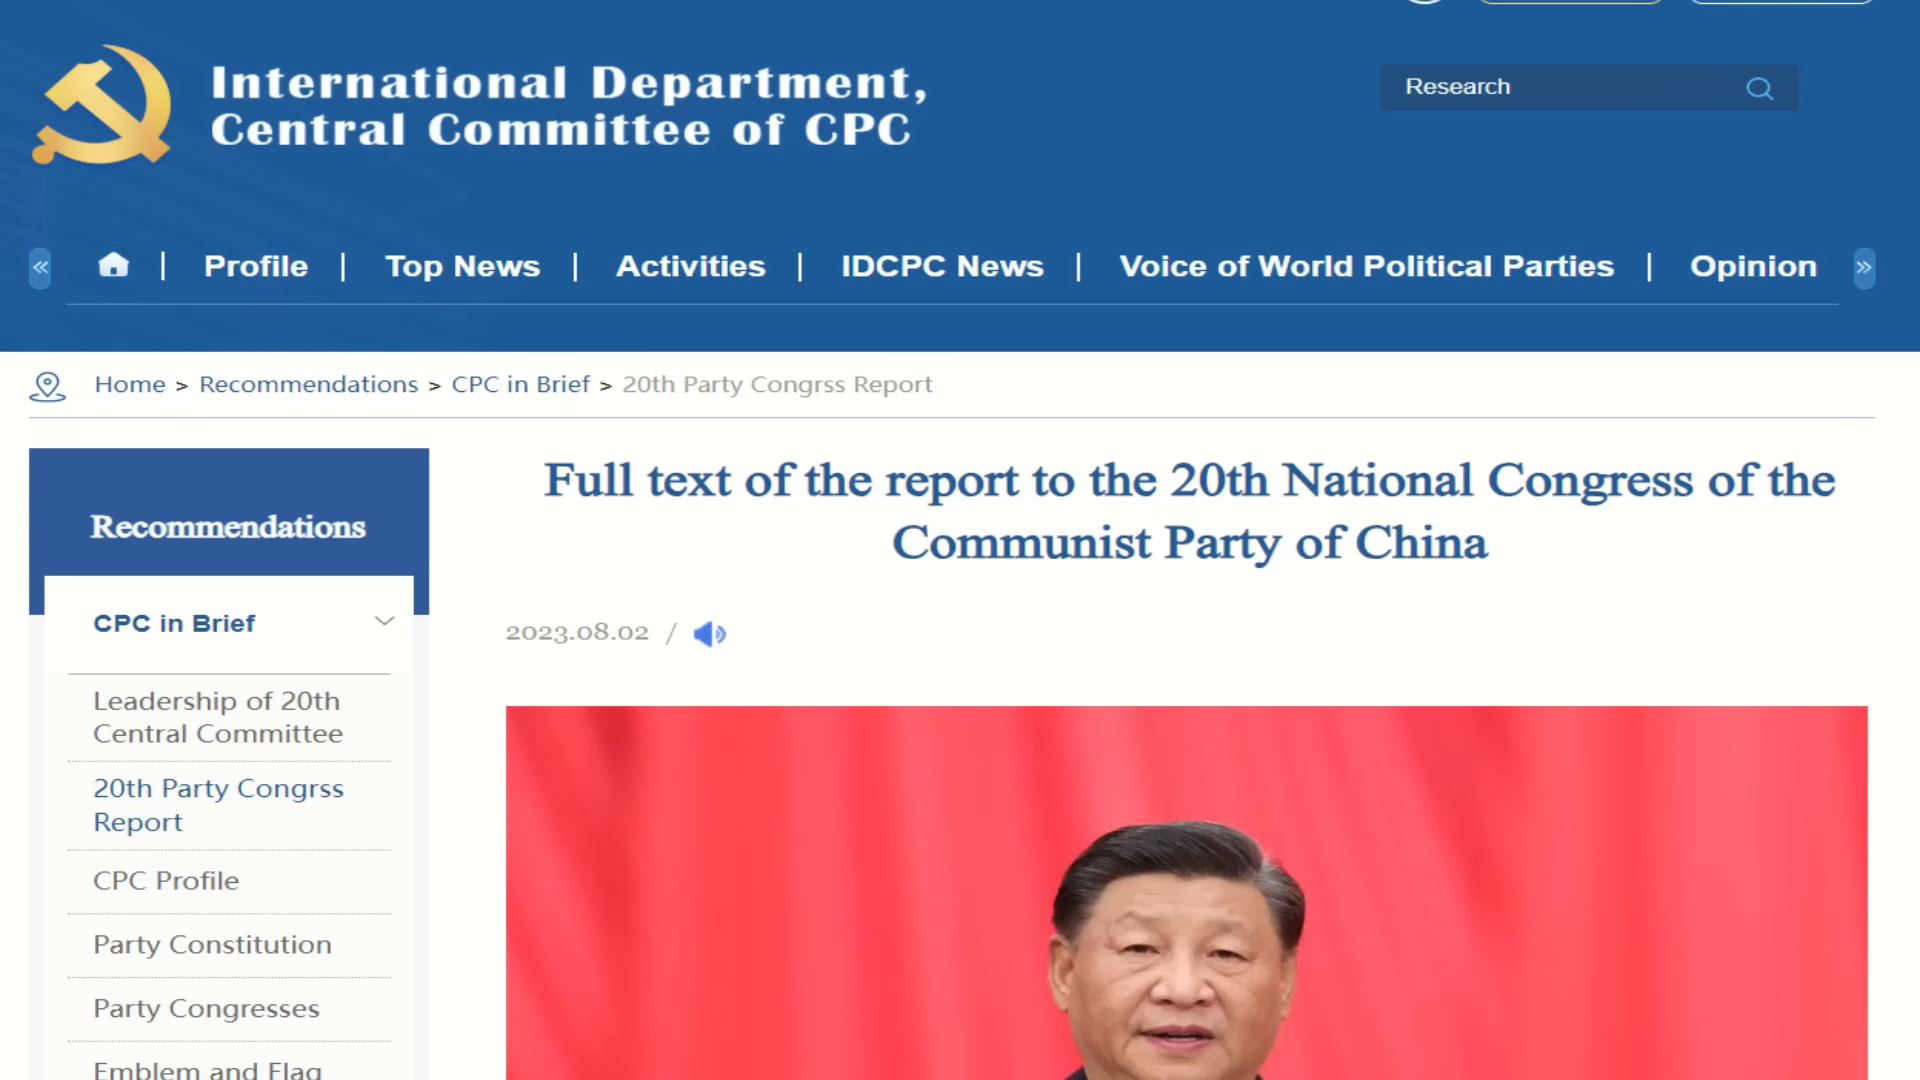 International Department,
Central Committee of CPC
Research
Profile | Top News | Activities | IDCPC News | Voice of World Political Parties | Opinion
Home > Recommendations > CPC in Brief > 20th Party Congrss Report
Recommendations
CPC in Brief
Leadership of 20th
Central Committee
20th Party Congrss
Report
CPC Profile
Party Constitution
Party Congresses
Emblem and Flag
Full text of the report to the 20th National Congress of the
Communist Party of China
2023.08.02 /